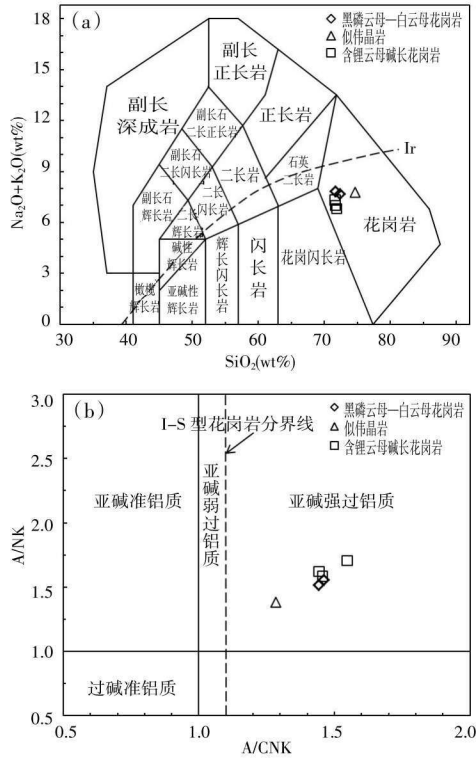 (a)
黑磷云母—白云母花岗岩
似伟晶岩
含锂云母碱长花岗岩
18
15
12
9
6
3
0
Na₂O+K₂O(wt%)
副长
正长岩
副长
深成岩
正长岩
副长石
二长正长岩
副长石
二长闪长岩
二长岩
石英
二长岩
Ir
副长石
辉长岩
二长
闪长岩
二长
辉长岩
碱性
辉长岩
橄榄
辉长岩
亚碱性
辉长岩
辉长闪长岩
闪长岩
花岗闪长岩
花岗岩
30 40 50 60 70 80 90
SiO₂(wt%)
(b)
黑磷云母—白云母花岗岩
似伟晶岩
含锂云母碱长花岗岩
I-S 型花岗岩分界线
3.0
2.5
2.0
1.5
1.0
0.5
A/NK
亚碱准铝质
亚碱弱过铝质
亚碱强过铝质
过碱准铝质
0.5 1.0 1.5 2.0
A/CNK